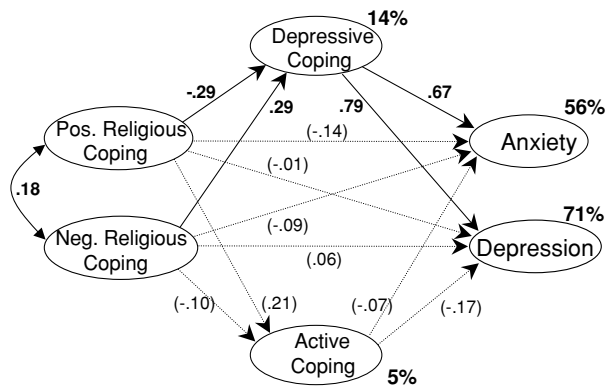 14%
Depressive
Coping
-.29
.29
.79
.67
56%
Pos. Religious
Coping
(-.14)
Anxiety
(-.01)
.18
(-.09)
71%
Neg. Religious
Coping
(.06)
Depression
(-.10)
(.21)
(-.07)
(-.17)
Active
Coping
5%